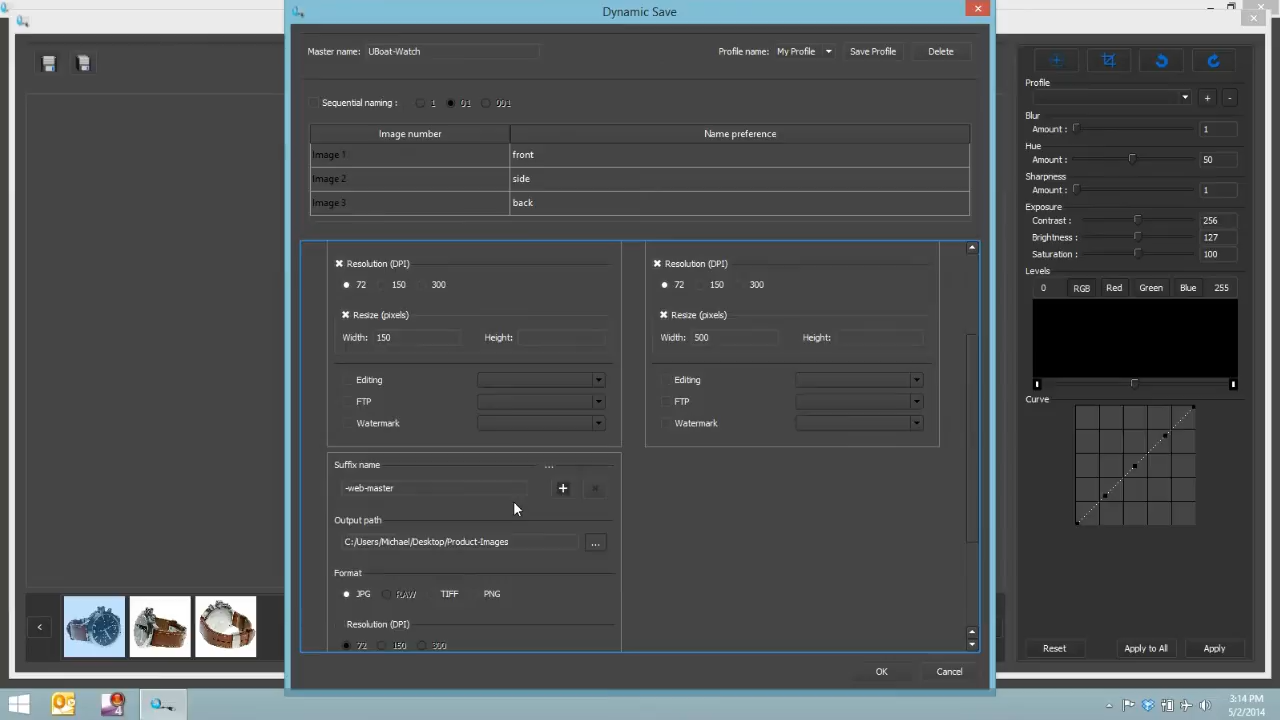 Dynamic Save
Master name: UBoat-Watch
Profile name: My Profile Save Profile Delete
Sequential naming : 1 01 001
Image number Name preference
Image 1 front
Image 2 side
Image 3 back
Resolution (DPI)
72 150 300
Resize (pixels)
Width: 150 Height:
Editing
FTP
Watermark
Resolution (DPI)
72 150 300
Resize (pixels)
Width: 500 Height:
Editing
FTP
Watermark
Suffix name ...
-web-master
Output path
C:/Users/Michael/Desktop/Product-Images ...
Format
JPG RAW TIFF PNG
Resolution (DPI)
72 150 300
OK Cancel
Profile
+ -
Blur
Amount : 1
Hue
Amount : 50
Sharpness
Amount : 1
Exposure
Contrast : 256
Brightness : 127
Saturation : 100
Levels
0 RGB Red Green Blue 255
Curve
Reset Apply to All Apply
3:14 PM
5/2/2014